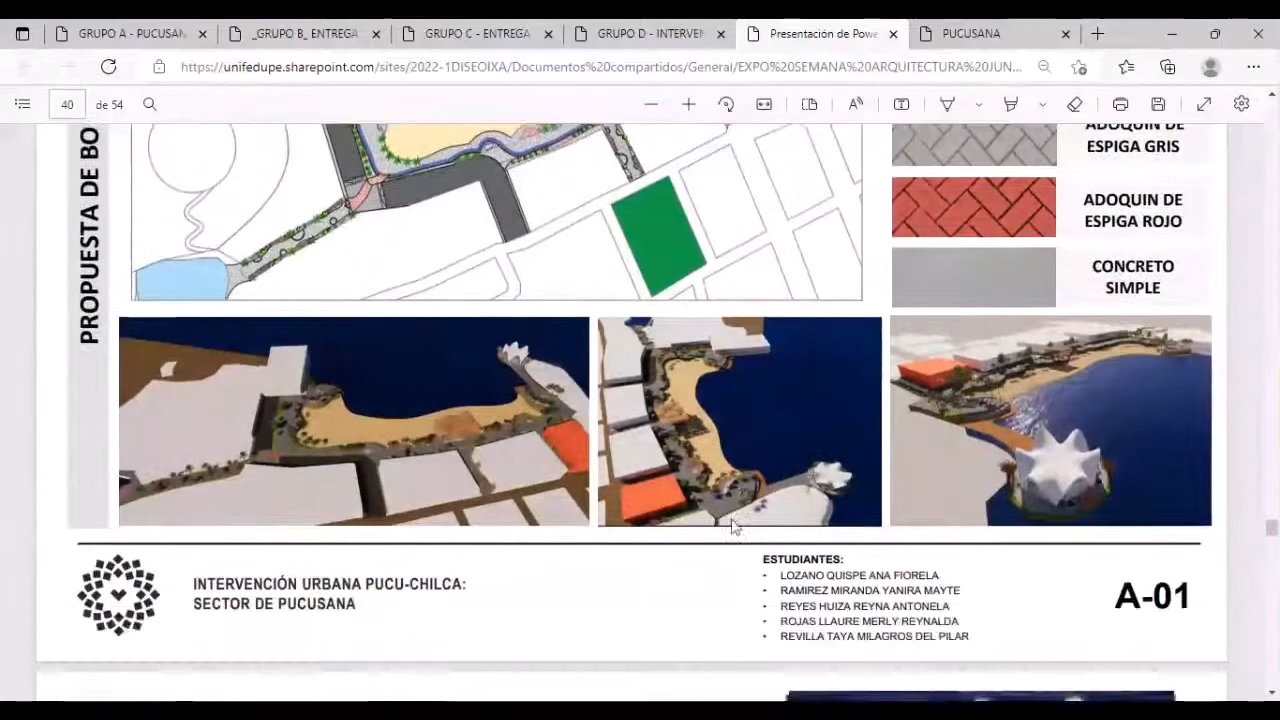 GRUPO A - PUCUSAN
_GRUPO B_ ENTREGA
GRUPO C - ENTREGA
GRUPO D - INTERVEN
Presentación de Powe
PUCUSANA
https://unifedupe.sharepoint.com/sites/2022-1DISEOIXA/Documentos%20compartidos/General/EXPO%20SEMANA%20ARQUITECTURA%20JUN...
40 de 54
PROPUESTA DE BO
ADOQUIN DE
ESPIGA GRIS
ADOQUIN DE
ESPIGA ROJO
CONCRETO
SIMPLE
INTERVENCIÓN URBANA PUCU-CHILCA:
SECTOR DE PUCUSANA
ESTUDIANTES:
• LOZANO QUISPE ANA FIORELA
• RAMIREZ MIRANDA YANIRA MAYTE
• REYES HUIZA REYNA ANTONELA
• ROJAS LLAURE MERLY REYNALDA
• REVILLA TAYA MILAGROS DEL PILAR
A-01